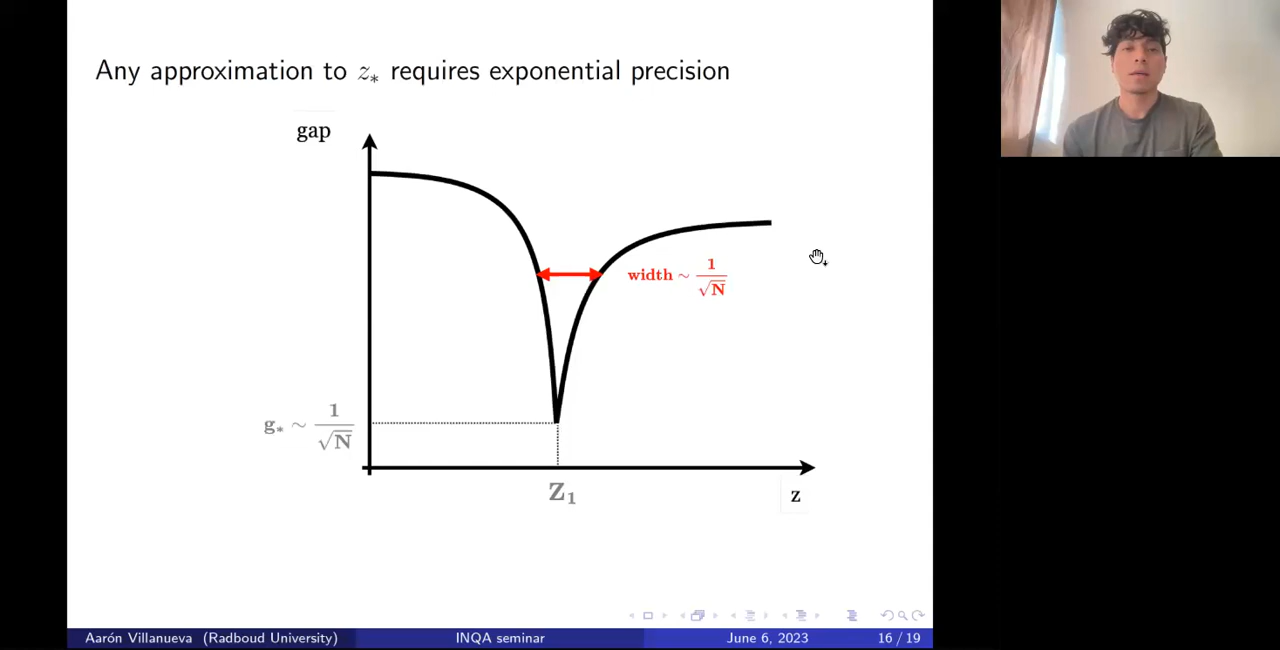 Any approximation to z∗ requires exponential precision
gap
width ~ 1/√N
g∗ ~ 1/√N
Z₁
z
Aarón Villanueva (Radboud University) INQA seminar June 6, 2023 16 / 19